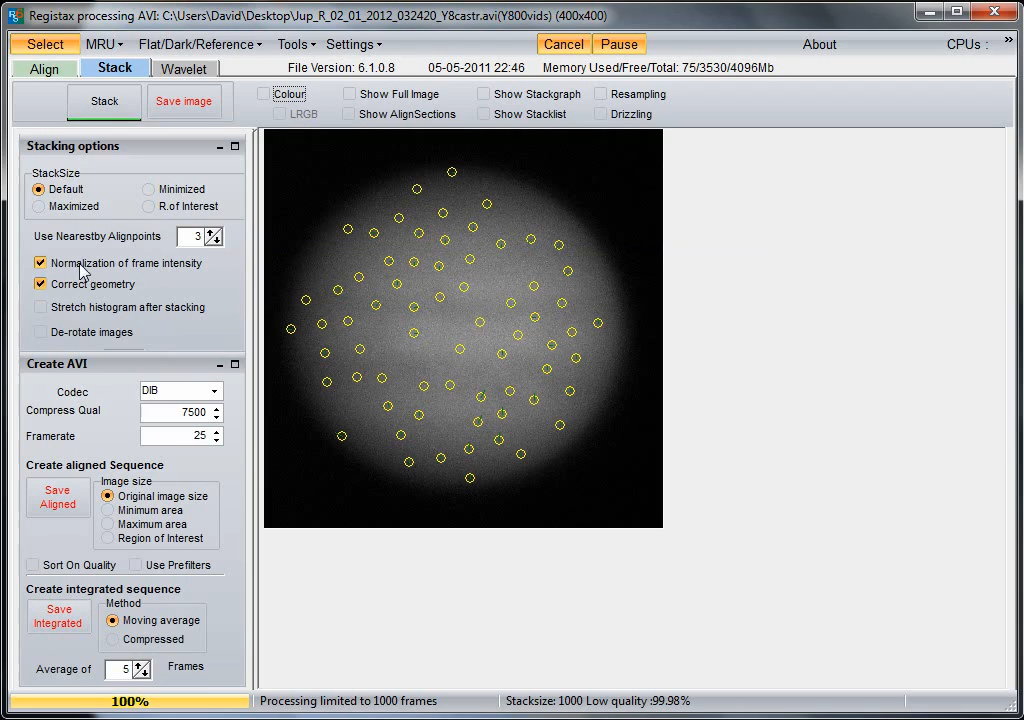 Registax processing AVI: C:\Users\David\Desktop\Jup_R_02_01_2012_032420_Y8castr.avi(Y800vids) (400x400)
Select MRU Flat/Dark/Reference Tools Settings Cancel Pause About CPUs : »
Align Stack Wavelet File Version: 6.1.0.8 05-05-2011 22:46 Memory Used/Free/Total: 75/3530/4096Mb
Stack Save image Colour Show Full Image Show Stackgraph Resampling
LRGB Show AlignSections Show Stacklist Drizzling
Stacking options
StackSize
Default Minimized
Maximized R.of Interest
Use Nearestby Alignpoints 3
Normalization of frame intensity
Correct geometry
Stretch histogram after stacking
De-rotate images
Create AVI
Codec DIB
Compress Qual 7500
Framerate 25
Create aligned Sequence
Save Aligned
Image size
Original image size
Minimum area
Maximum area
Region of Interest
Sort On Quality Use Prefilters
Create integrated sequence
Save Integrated
Method
Moving average
Compressed
Average of 5 Frames
100% Processing limited to 1000 frames Stacksize: 1000 Low quality :99.98%